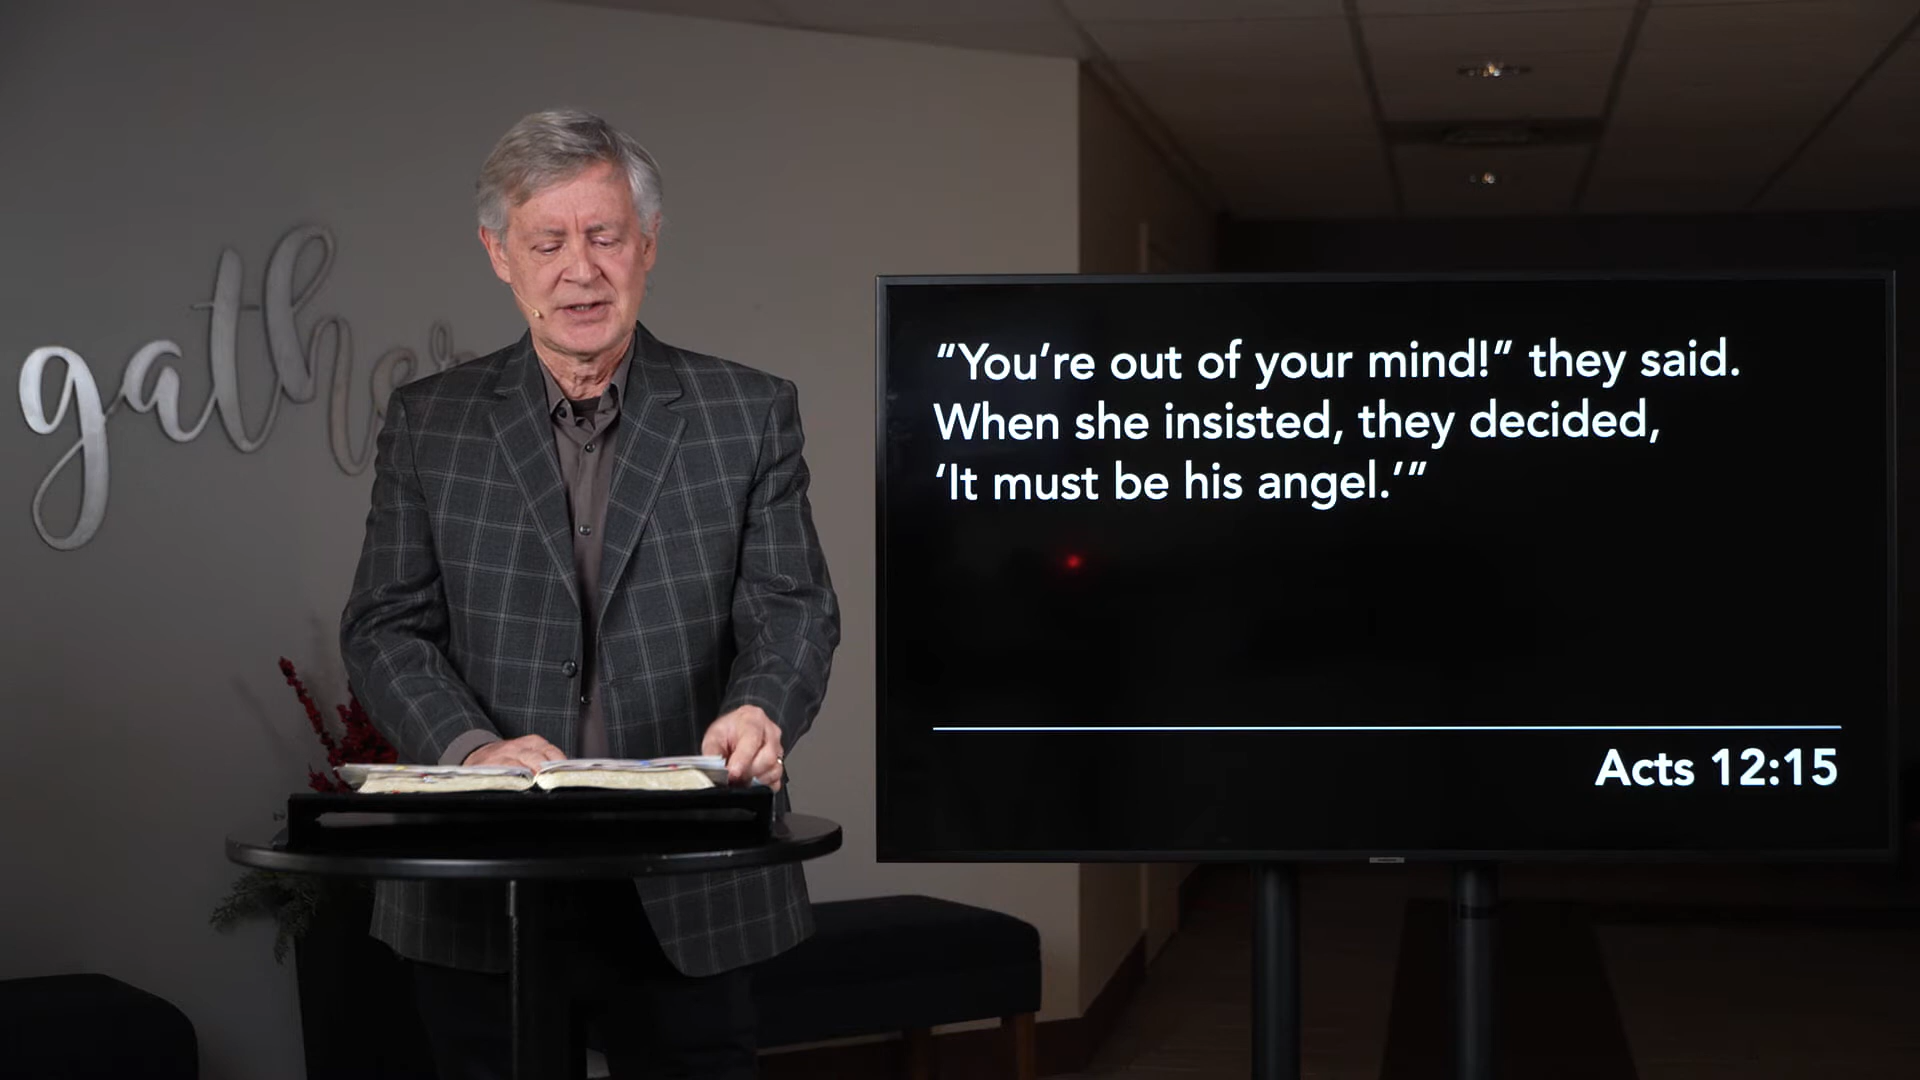 gather
“You’re out of your mind!” they said.
When she insisted, they decided,
‘It must be his angel.’”
Acts 12:15